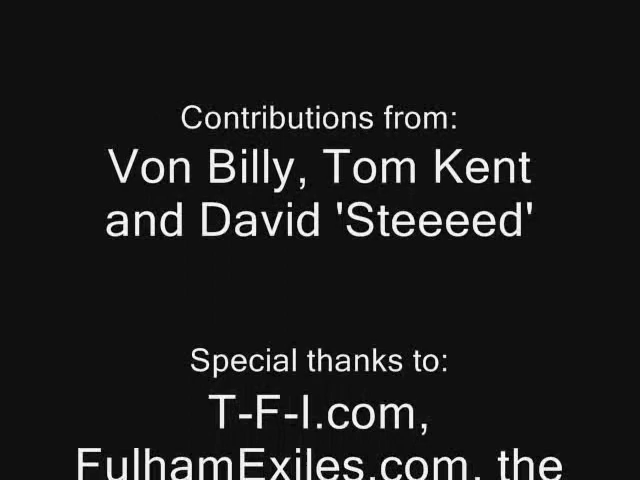 Contributions from:
Von Billy, Tom Kent
and David 'Steeeed'
Special thanks to:
T-F-I.com,
FulhamExiles.com, the